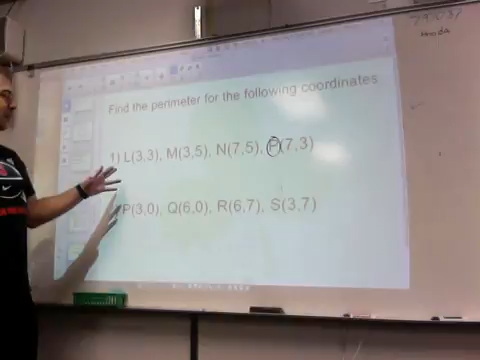 Find the perimeter for the following coordinates
1) L(3,3), M(3,5), N(7,5), P(7,3)
P(3,0), Q(6,0), R(6,7), S(3,7)